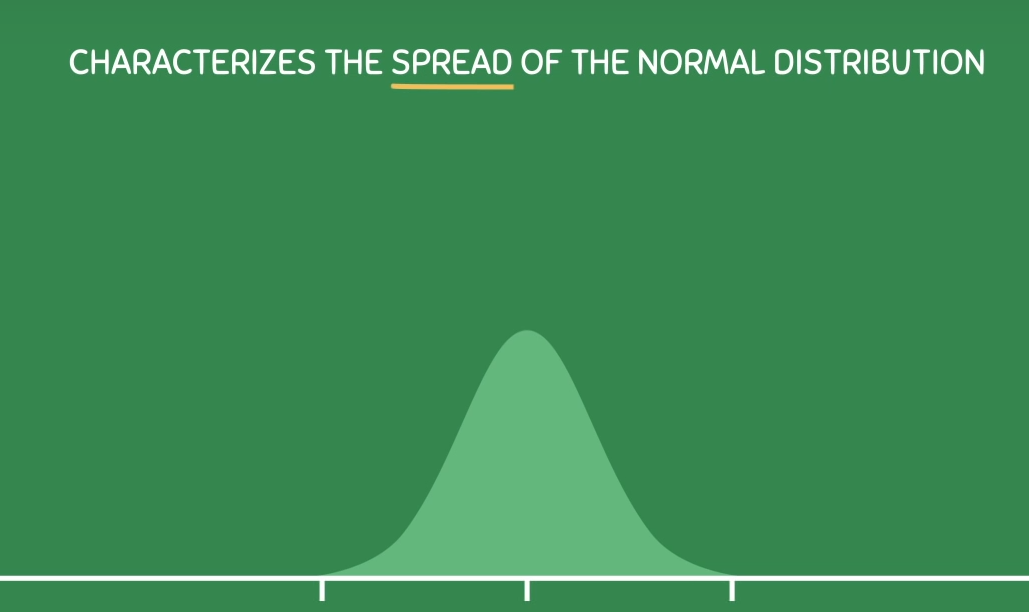 CHARACTERIZES THE SPREAD OF THE NORMAL DISTRIBUTION